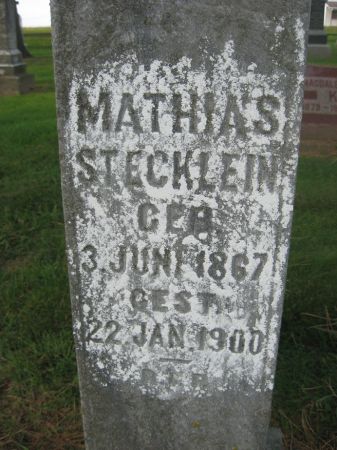 MATHIAS
STECKLEIN
GEB.
3. JUNI 1867
GEST.
22. JAN. 1900
R.I.P.